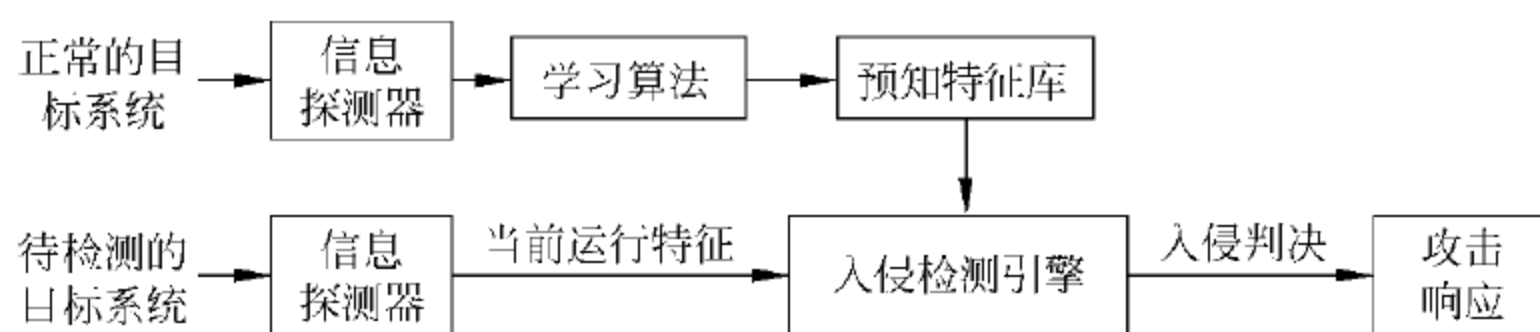 正常的目
标系统
信息
探测器
学习算法
预知特征库
待检测的
目标系统
信息
探测器
当前运行特征
入侵检测引擎
入侵判决
攻击
响应